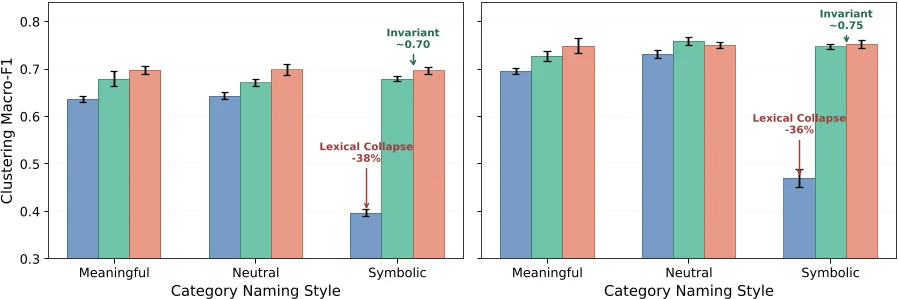 Clustering Macro-F1
0.8
0.7
0.6
0.5
0.4
0.3
Invariant
~0.70
Lexical Collapse
-38%
Meaningful
Neutral
Symbolic
Category Naming Style
Invariant
~0.75
Lexical Collapse
-36%
Meaningful
Neutral
Symbolic
Category Naming Style